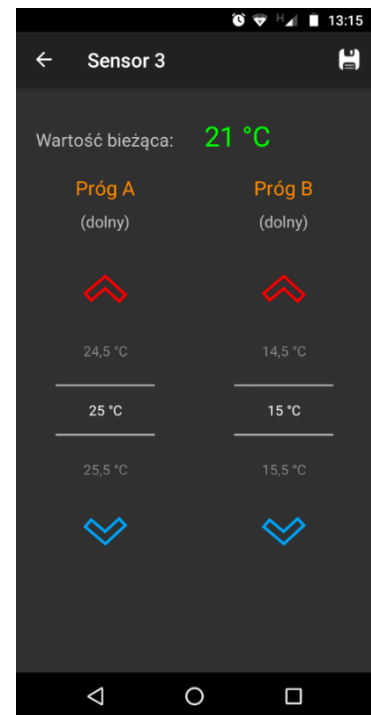 H 13:15
Sensor 3
Wartość bieżąca: 21 °C
Próg A Próg B
(dolny) (dolny)
24,5 °C 14,5 °C
25 °C 15 °C
25,5 °C 15,5 °C